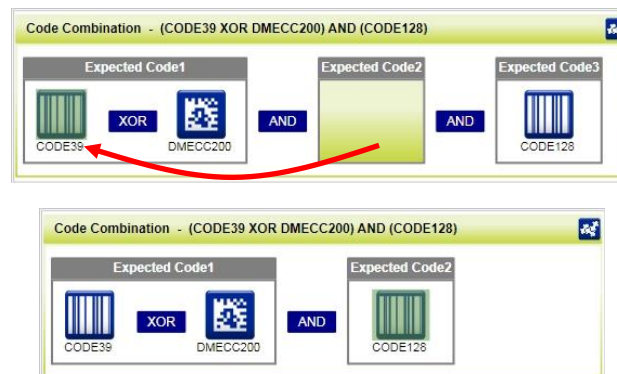 Code Combination - (CODE39 XOR DMECC200) AND (CODE128)
Expected Code1 Expected Code2 Expected Code3
XOR AND AND
CODE39 DMECC200 CODE128
Code Combination - (CODE39 XOR DMECC200) AND (CODE128)
Expected Code1 Expected Code2
XOR AND
CODE39 DMECC200 CODE128